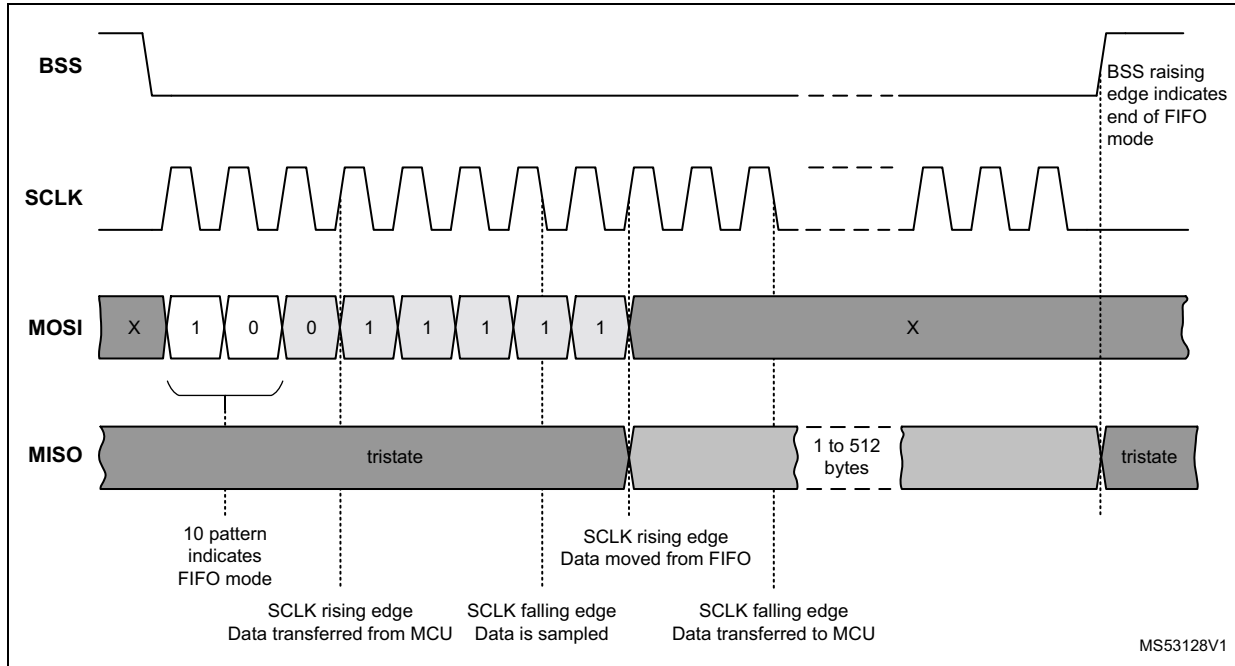 BSS
BSS raising
edge indicates
end of FIFO
mode
SCLK
MOSI
X 1 0 0 1 1 1 1 1 X
MISO
tristate
1 to 512
bytes
tristate
10 pattern
indicates
FIFO mode
SCLK rising edge
Data moved from FIFO
SCLK rising edge
Data transferred from MCU
SCLK falling edge
Data is sampled
SCLK falling edge
Data transferred to MCU
MS53128V1